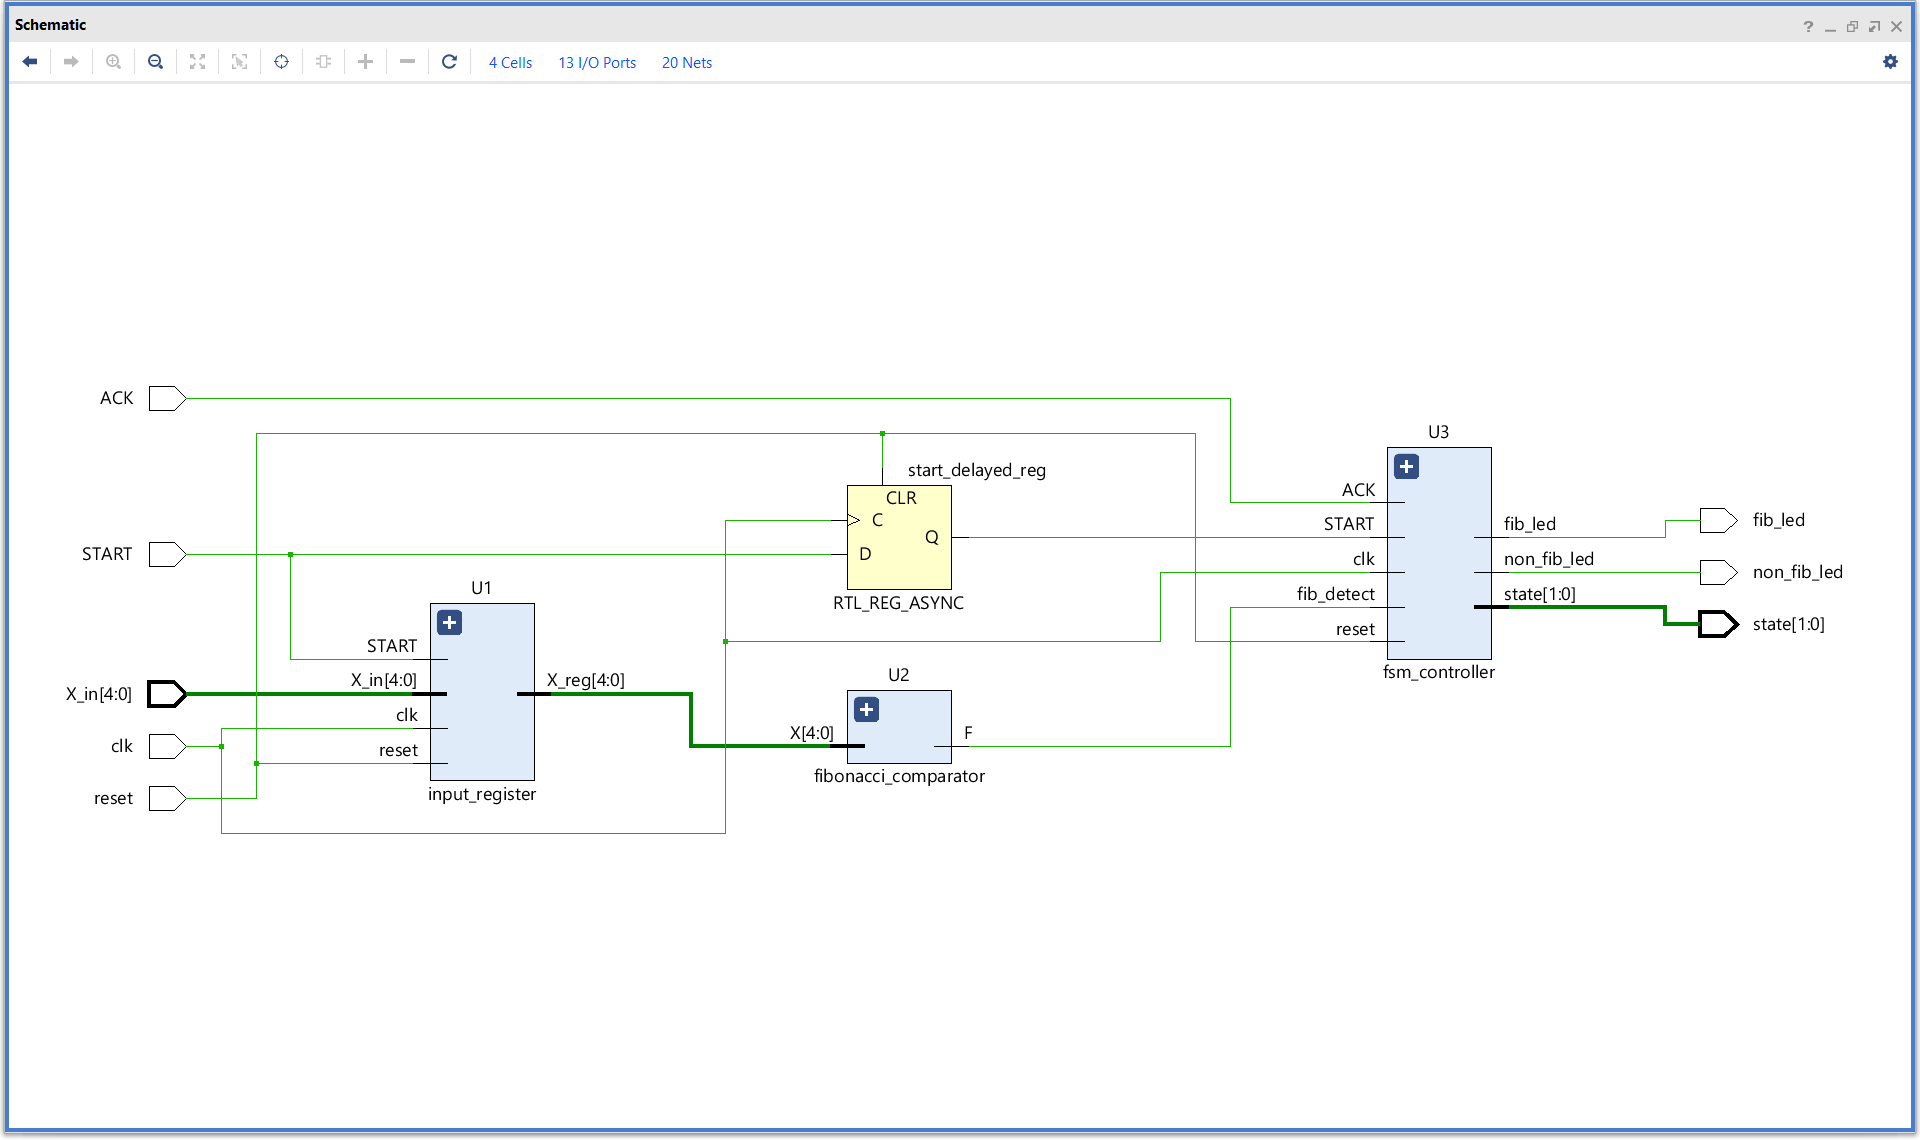 Schematic
?
4 Cells
13 I/O Ports
20 Nets
ACK
START
X_in[4:0]
clk
reset
U1
START
X_in[4:0]
clk
reset
X_reg[4:0]
input_register
start_delayed_reg
CLR
C
D
Q
RTL_REG_ASYNC
U2
X[4:0]
F
fibonacci_comparator
U3
ACK
START
clk
fib_detect
reset
fib_led
non_fib_led
state[1:0]
fsm_controller
fib_led
non_fib_led
state[1:0]